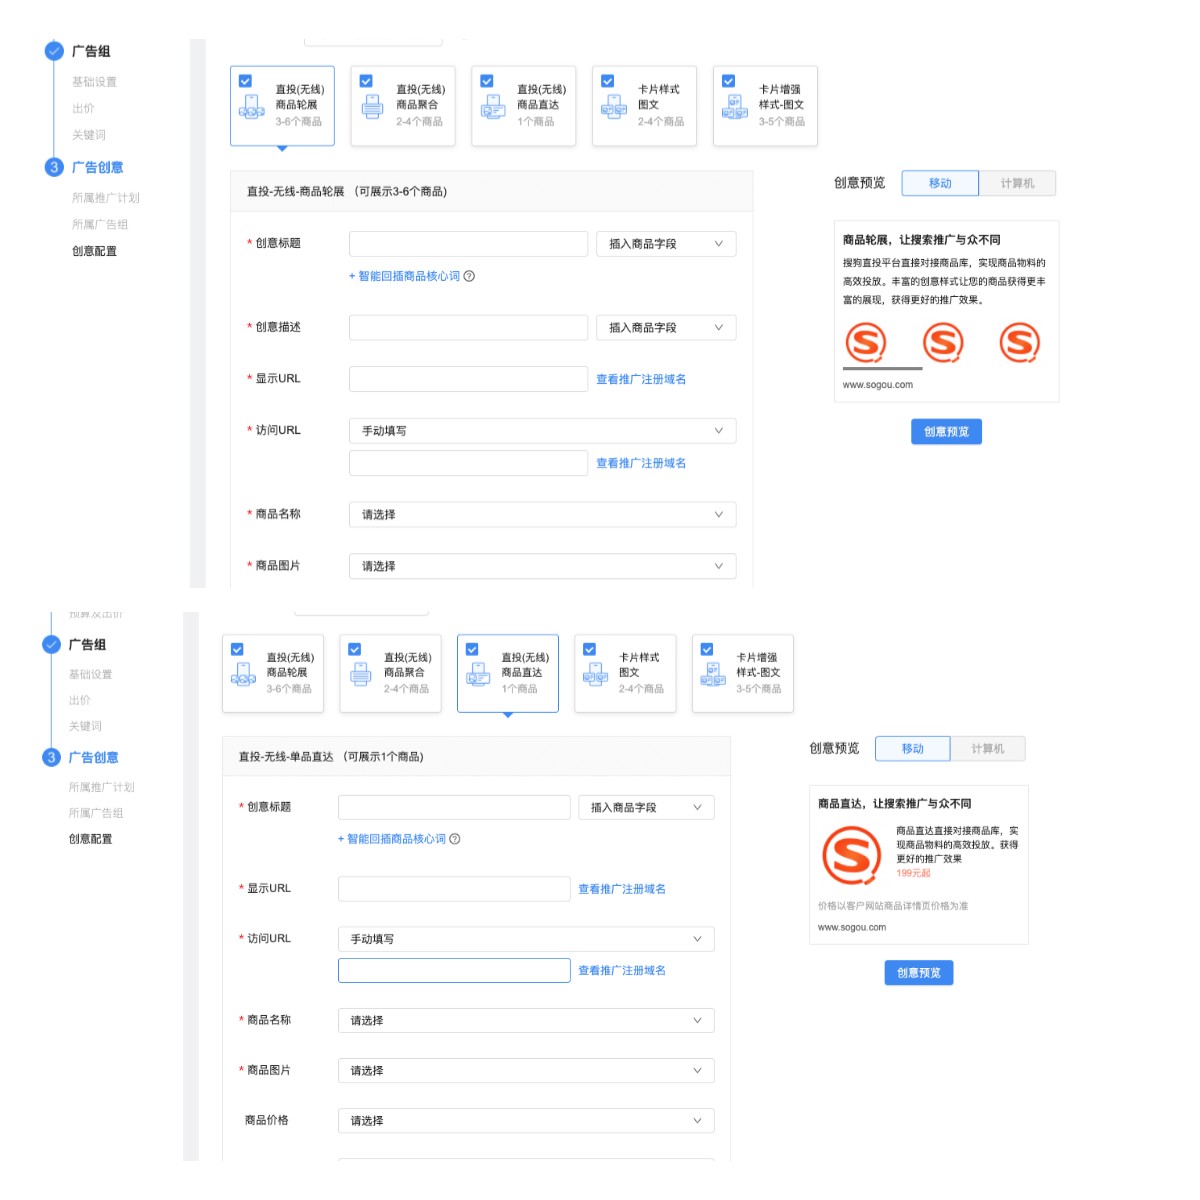 广告组
基础设置
出价
关键词
3 广告创意
所属推广计划
所属广告组
创意配置
直投(无线)
商品轮展
3-6个商品
直投(无线)
商品聚合
2-4个商品
直投(无线)
商品直达
1个商品
卡片样式
图文
2-4个商品
卡片增强
样式-图文
3-5个商品
直投-无线-商品轮展 (可展示3-6个商品)
* 创意标题
插入商品字段
+ 智能回插商品核心词 ?
* 创意描述
插入商品字段
* 显示URL
查看推广注册域名
* 访问URL
手动填写
查看推广注册域名
* 商品名称
请选择
* 商品图片
请选择
创意预览
移动
计算机
商品轮展，让搜索推广与众不同
搜狗直投平台直接对接商品库，实现商品物料的
高效投放。丰富的创意样式让您的商品获得更丰
富的展现，获得更好的推广效果。
S S S
www.sogou.com
创意预览
预算及出价
广告组
基础设置
出价
关键词
3 广告创意
所属推广计划
所属广告组
创意配置
直投(无线)
商品轮展
3-6个商品
直投(无线)
商品聚合
2-4个商品
直投(无线)
商品直达
1个商品
卡片样式
图文
2-4个商品
卡片增强
样式-图文
3-5个商品
直投-无线-单品直达 (可展示1个商品)
* 创意标题
插入商品字段
+ 智能回插商品核心词 ?
* 显示URL
查看推广注册域名
* 访问URL
手动填写
查看推广注册域名
* 商品名称
请选择
* 商品图片
请选择
商品价格
请选择
创意预览
移动
计算机
商品直达，让搜索推广与众不同
S
商品直达直接对接商品库，实
现商品物料的高效投放。获得
更好的推广效果
199元起
价格以客户网站商品详情页价格为准
www.sogou.com
创意预览